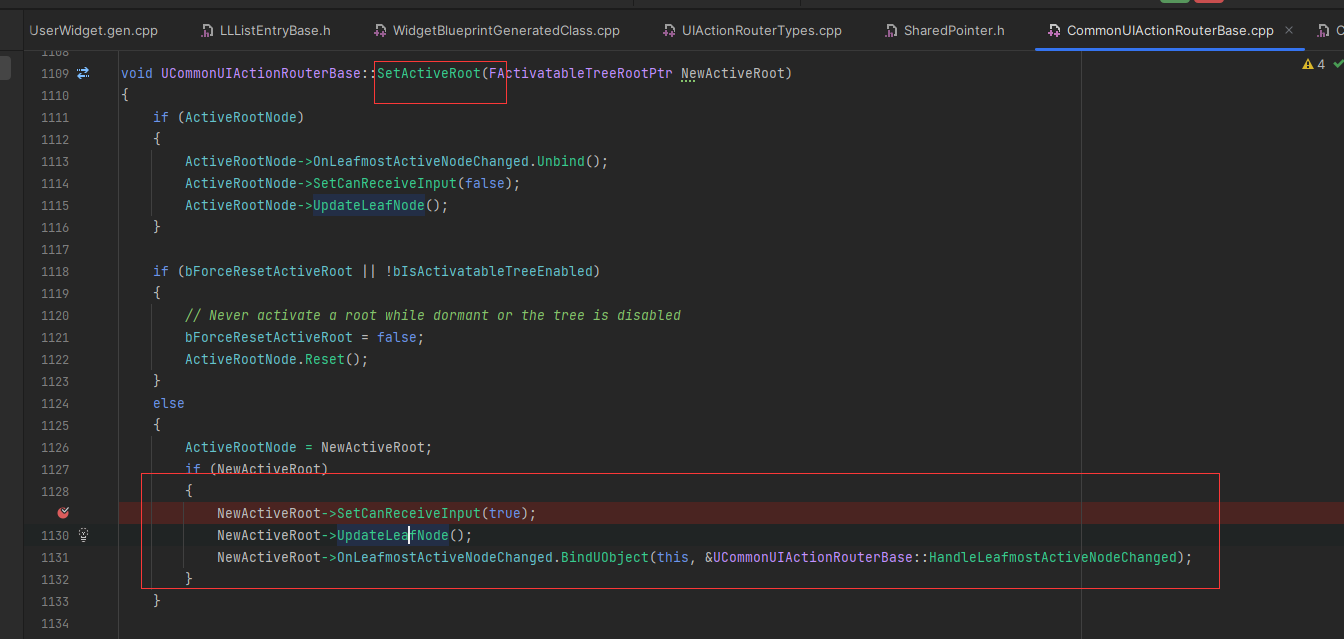 UserWidget.gen.cpp LLListEntryBase.h WidgetBlueprintGeneratedClass.cpp UIActionRouterTypes.cpp SharedPointer.h CommonUIActionRouterBase.cpp × C
1108
1109 void UCommonUIActionRouterBase::SetActiveRoot(FActivatableTreeRootPtr NewActiveRoot) 4
1110 {
1111 if (ActiveRootNode)
1112 {
1113 ActiveRootNode->OnLeafmostActiveNodeChanged.Unbind();
1114 ActiveRootNode->SetCanReceiveInput(false);
1115 ActiveRootNode->UpdateLeafNode();
1116 }
1117
1118 if (bForceResetActiveRoot || !bIsActivatableTreeEnabled)
1119 {
1120 // Never activate a root while dormant or the tree is disabled
1121 bForceResetActiveRoot = false;
1122 ActiveRootNode.Reset();
1123 }
1124 else
1125 {
1126 ActiveRootNode = NewActiveRoot;
1127 if (NewActiveRoot)
1128 {
NewActiveRoot->SetCanReceiveInput(true);
1130 NewActiveRoot->UpdateLeafNode();
1131 NewActiveRoot->OnLeafmostActiveNodeChanged.BindUObject(this, &UCommonUIActionRouterBase::HandleLeafmostActiveNodeChanged);
1132 }
1133 }
1134